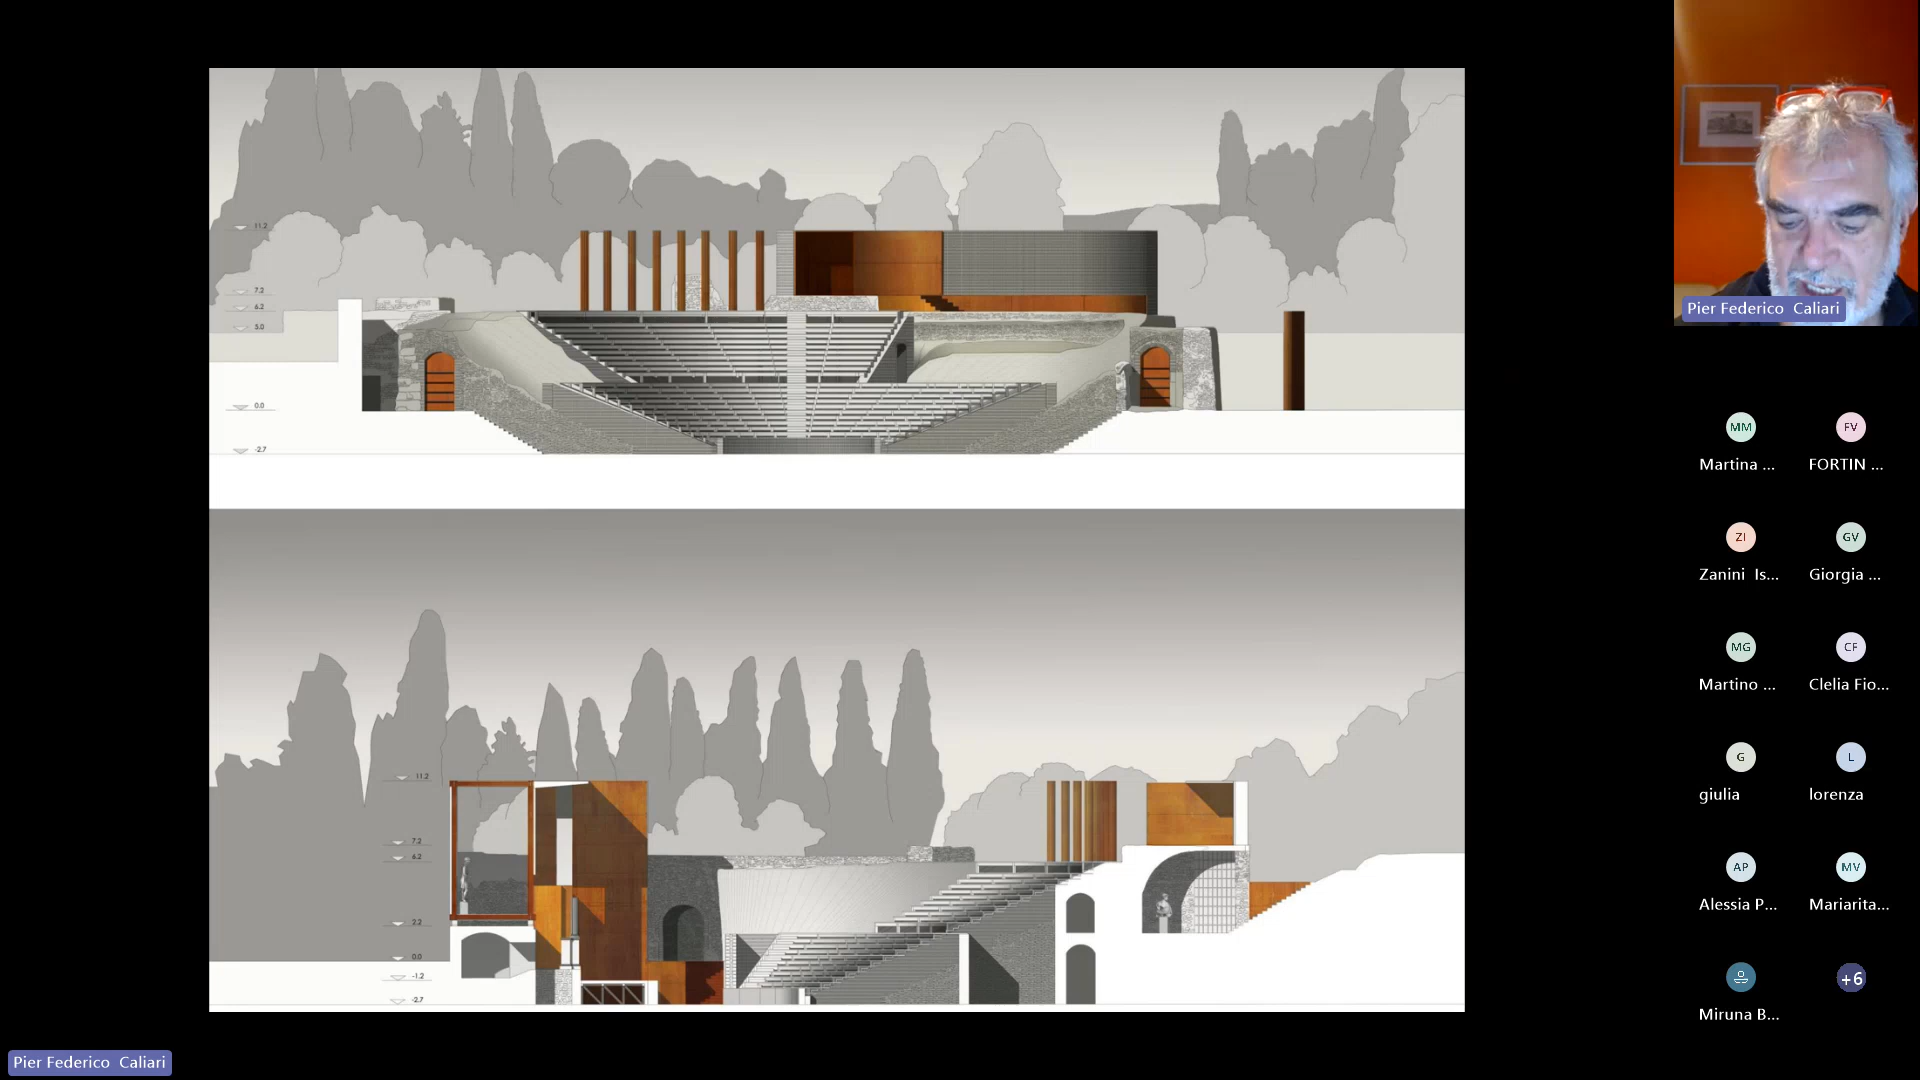 11.2
7.2
6.2
5.0
0.0
-2.7
11.2
7.2
6.2
2.2
0.0
-1.2
-2.7
Pier Federico Caliari
MM
FV
Martina ...
FORTIN ...
ZI
GV
Zanini Is...
Giorgia ...
MG
CF
Martino ...
Clelia Fio...
G
L
giulia
lorenza
AP
MV
Alessia P...
Mariarita...
+6
Miruna B...
Pier Federico Caliari